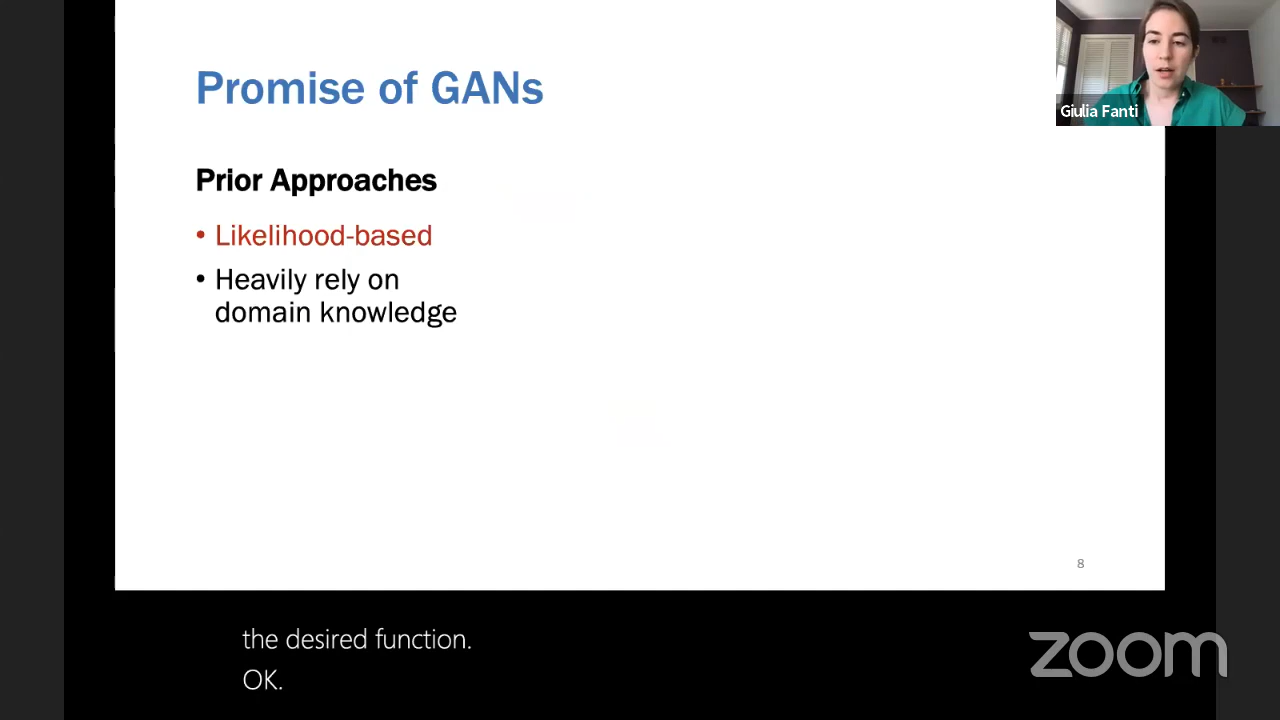 Promise of GANs
Giulia Fanti
Prior Approaches
• Likelihood-based
• Heavily rely on
domain knowledge
8
the desired function.
OK.
zoom